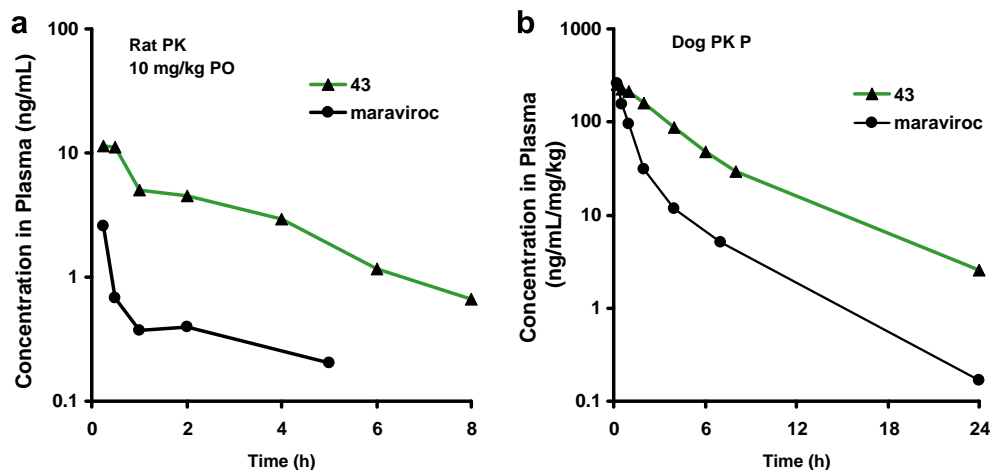 a
Rat PK
10 mg/kg PO
43
maraviroc
Concentration in Plasma (ng/mL)
100
10
1
0.1
0 2 4 6 8
Time (h)
b
Dog PK P
43
maraviroc
Concentration in Plasma
(ng/mL/mg/kg)
1000
100
10
1
0.1
0 6 12 18 24
Time (h)